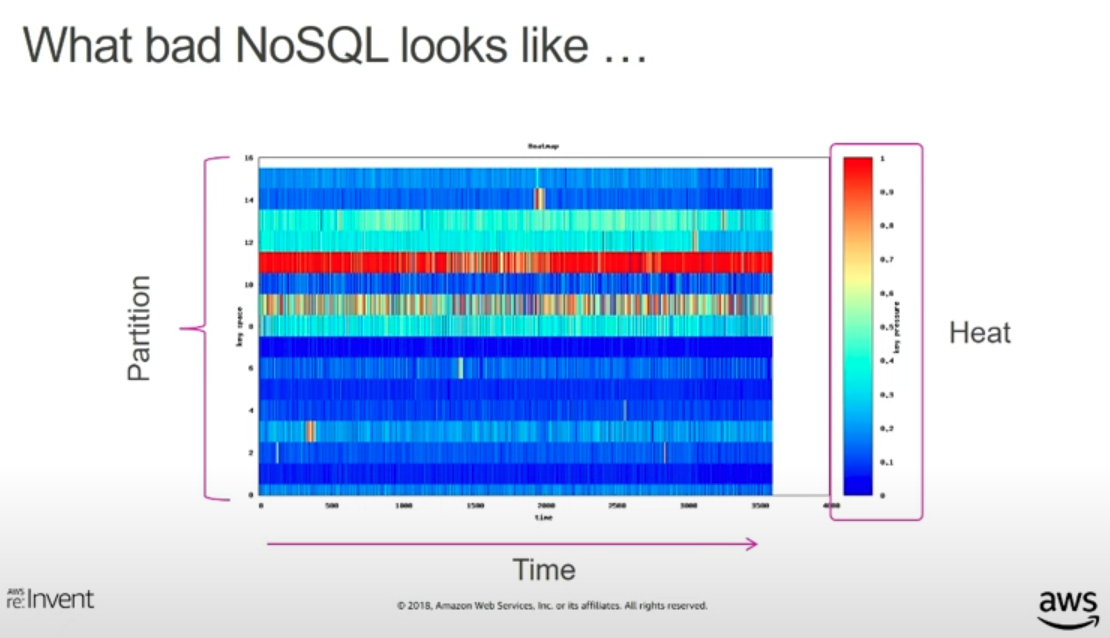 What bad NoSQL looks like …
Heatmap
Partition
key space
16
14
12
10
8
6
4
2
0
0 500 1000 1500 2000 2500 3000 3500 4000
time
1
0.9
0.8
0.7
0.6
0.5
0.4
0.3
0.2
0.1
0
key pressure
Heat
Time
AWS
re:Invent
© 2018, Amazon Web Services, Inc. or its affiliates. All rights reserved.
aws